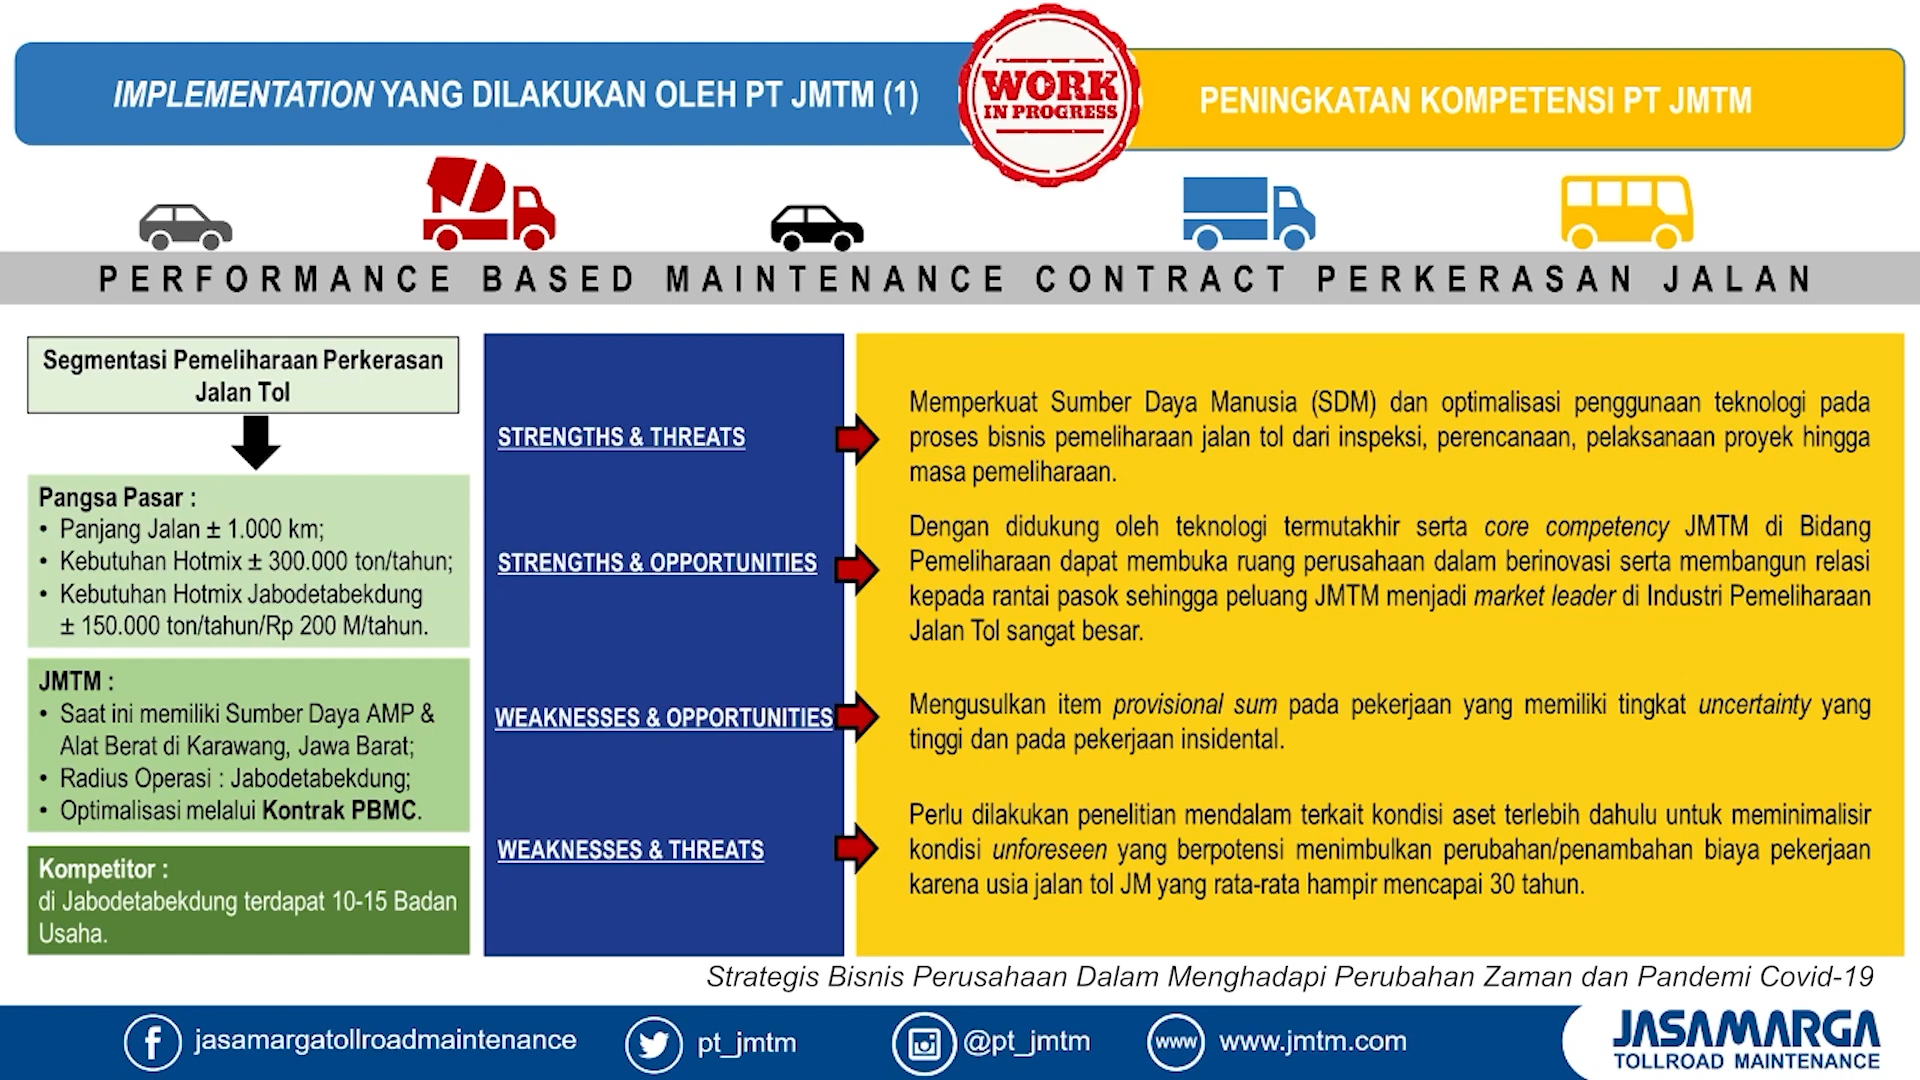 IMPLEMENTATION YANG DILAKUKAN OLEH PT JMTM (1)
WORK
IN PROGRESS
PENINGKATAN KOMPETENSI PT JMTM
PERFORMANCE BASED MAINTENANCE CONTRACT PERKERASAN JALAN
Segmentasi Pemeliharaan Perkerasan
Jalan Tol
Pangsa Pasar :
• Panjang Jalan ± 1.000 km;
• Kebutuhan Hotmix ± 300.000 ton/tahun;
• Kebutuhan Hotmix Jabodetabekdung
± 150.000 ton/tahun/Rp 200 M/tahun.
JMTM :
• Saat ini memiliki Sumber Daya AMP &
Alat Berat di Karawang, Jawa Barat;
• Radius Operasi : Jabodetabekdung;
• Optimalisasi melalui Kontrak PBMC.
Kompetitor :
di Jabodetabekdung terdapat 10-15 Badan
Usaha.
STRENGTHS & THREATS
Memperkuat Sumber Daya Manusia (SDM) dan optimalisasi penggunaan teknologi pada
proses bisnis pemeliharaan jalan tol dari inspeksi, perencanaan, pelaksanaan proyek hingga
masa pemeliharaan.
STRENGTHS & OPPORTUNITIES
Dengan didukung oleh teknologi termutakhir serta core competency JMTM di Bidang
Pemeliharaan dapat membuka ruang perusahaan dalam berinovasi serta membangun relasi
kepada rantai pasok sehingga peluang JMTM menjadi market leader di Industri Pemeliharaan
Jalan Tol sangat besar.
WEAKNESSES & OPPORTUNITIES
Mengusulkan item provisional sum pada pekerjaan yang memiliki tingkat uncertainty yang
tinggi dan pada pekerjaan insidental.
WEAKNESSES & THREATS
Perlu dilakukan penelitian mendalam terkait kondisi aset terlebih dahulu untuk meminimalisir
kondisi unforeseen yang berpotensi menimbulkan perubahan/penambahan biaya pekerjaan
karena usia jalan tol JM yang rata-rata hampir mencapai 30 tahun.
Strategis Bisnis Perusahaan Dalam Menghadapi Perubahan Zaman dan Pandemi Covid-19
f jasamargatollroadmaintenance
pt_jmtm
@pt_jmtm
www www.jmtm.com
JASAMARGA
TOLLROAD MAINTENANCE